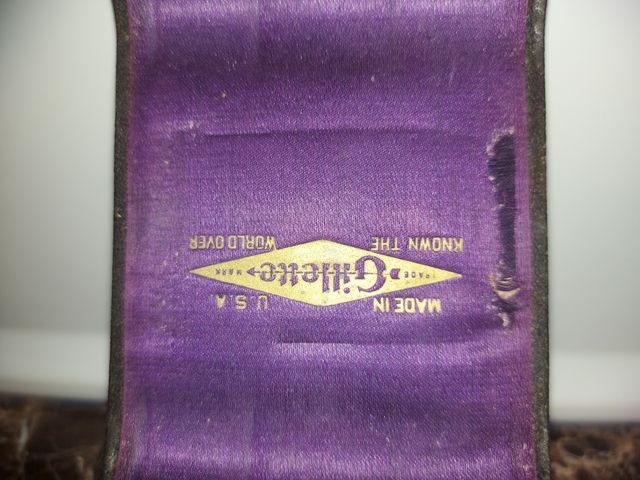 MADE IN U.S.A.
TRADE Gillette MARK
KNOWN THE WORLD OVER